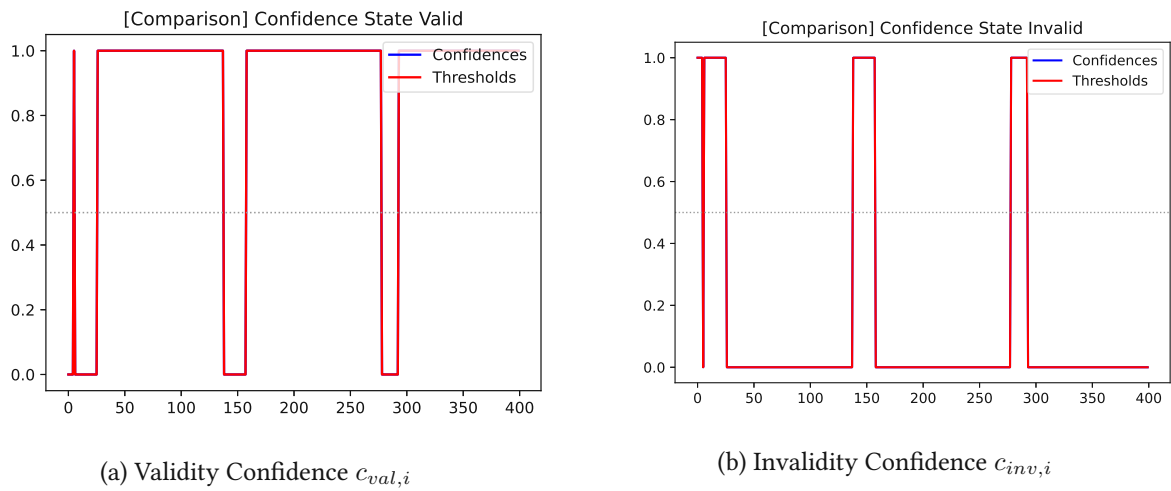 [Comparison] Confidence State Valid
1.0
0.8
0.6
0.4
0.2
0.0
0 50 100 150 200 250 300 350 400
Confidences
Thresholds
(a) Validity Confidence c_{val,i}
[Comparison] Confidence State Invalid
1.0
0.8
0.6
0.4
0.2
0.0
0 50 100 150 200 250 300 350 400
Confidences
Thresholds
(b) Invalidity Confidence c_{inv,i}